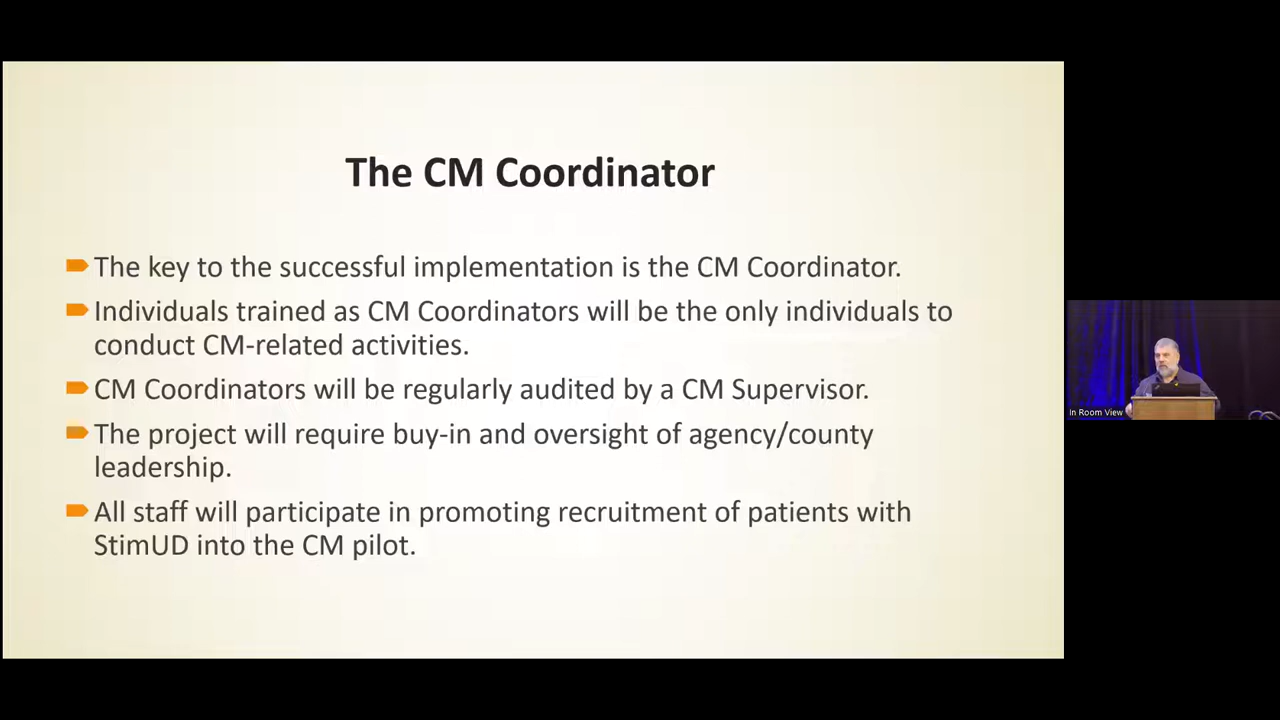 The CM Coordinator
The key to the successful implementation is the CM Coordinator.
Individuals trained as CM Coordinators will be the only individuals to
conduct CM-related activities.
CM Coordinators will be regularly audited by a CM Supervisor.
The project will require buy-in and oversight of agency/county
leadership.
All staff will participate in promoting recruitment of patients with
StimUD into the CM pilot.
In Room View